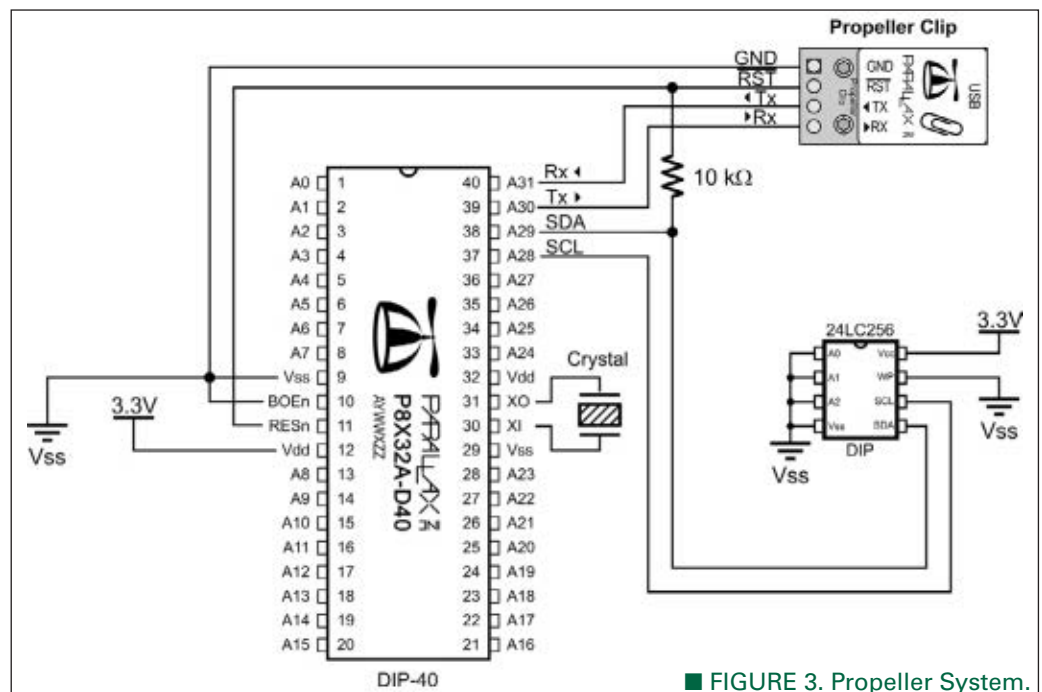 Propeller Clip
GND
RST
◂Tx
▸Rx
GND
RST
◂TX
▸RX
PARALLAX
USB
10 kΩ
Rx ◂
Tx ▸
SDA
SCL
A0 1
A1 2
A2 3
A3 4
A4 5
A5 6
A6 7
A7 8
Vss 9
BOEn 10
RESn 11
Vdd 12
A8 13
A9 14
A10 15
A11 16
A12 17
A13 18
A14 19
A15 20
40 A31
39 A30
38 A29
37 A28
36 A27
35 A26
34 A25
33 A24
32 Vdd
31 XO
30 XI
29 Vss
28 A23
27 A22
26 A21
25 A20
24 A19
23 A18
22 A17
21 A16
PARALLAX
P8X32A-D40
AYWWXZZ
DIP-40
3.3V
Vss
Crystal
24LC256
A0 Vcc
A1 WP
A2 SCL
Vss SDA
DIP
3.3V
Vss
Vss
■ FIGURE 3. Propeller System.